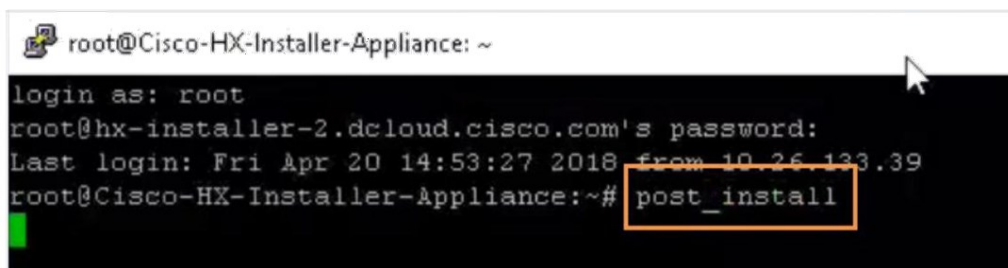 root@Cisco-HX-Installer-Appliance: ~
login as: root
root@hx-installer-2.dcloud.cisco.com's password:
Last login: Fri Apr 20 14:53:27 2018 from 10.26.133.39
root@Cisco-HX-Installer-Appliance:~# post_install